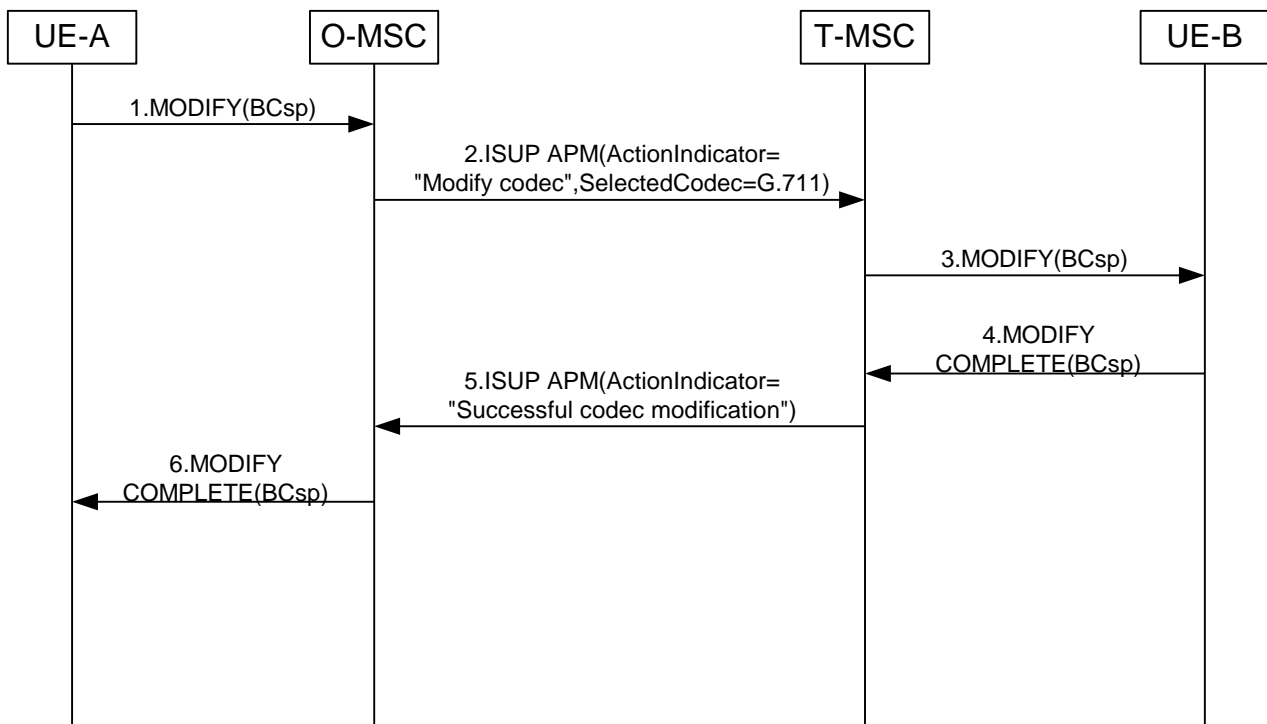 UE-A
O-MSC
T-MSC
UE-B
1.MODIFY(BCsp)
2.ISUP APM(ActionIndicator=
"Modify codec",SelectedCodec=G.711)
3.MODIFY(BCsp)
4.MODIFY
COMPLETE(BCsp)
5.ISUP APM(ActionIndicator=
"Successful codec modification")
6.MODIFY
COMPLETE(BCsp)